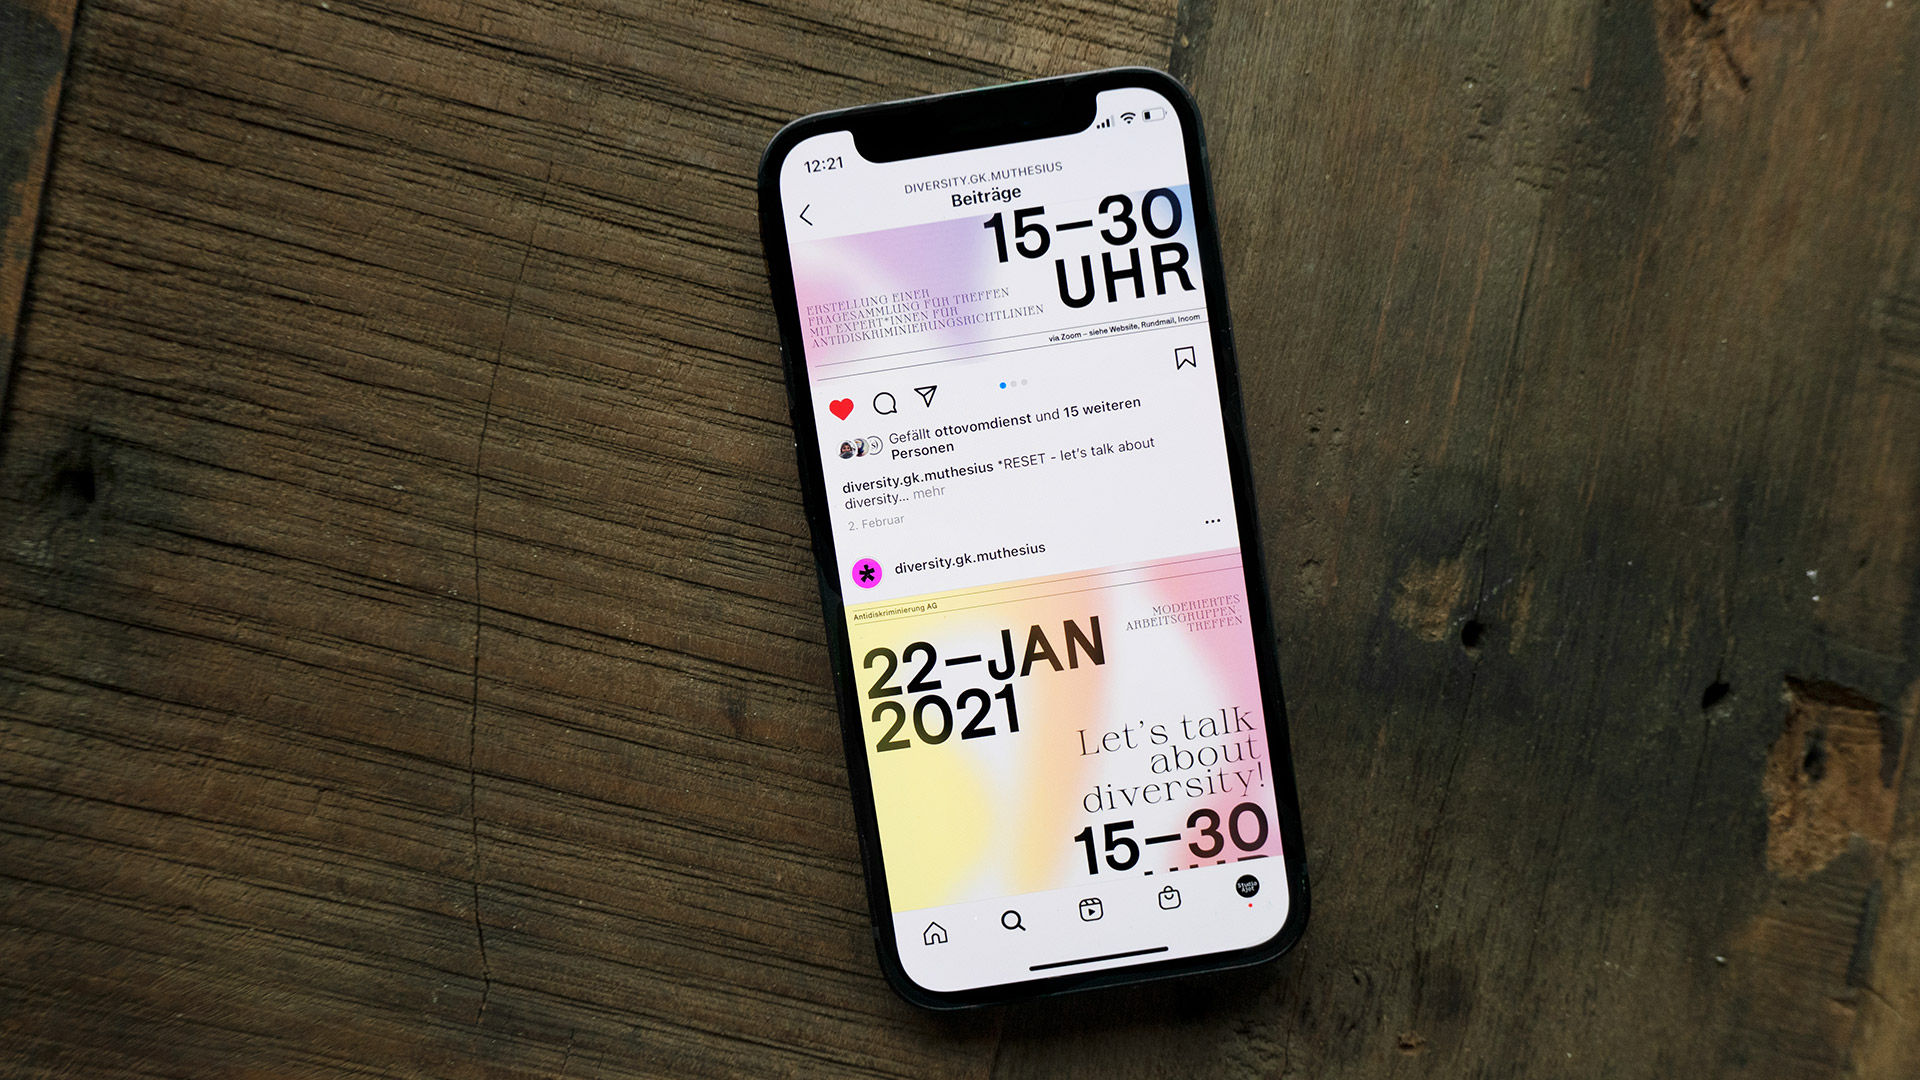 12:21
DIVERSITY.GK.MUTHESIUS
Beiträge
15–30
UHR
ERSTELLUNG EINER
FRAGESAMMLUNG FÜR TREFFEN
MIT EXPERT*INNEN FÜR
ANTIDISKRIMINIERUNGSRICHTLINIEN
via Zoom – siehe Website, Rundmail, Incom
Gefällt ottovomdienst und 15 weiteren
Personen
diversity.gk.muthesius *RESET - let's talk about
diversity... mehr
2. Februar
diversity.gk.muthesius
Antidiskriminierung AG
MODERIERTES
ARBEITSGRUPPEN-
TREFFEN
22–JAN
2021
Let's talk
about
diversity!
15–30
Studio